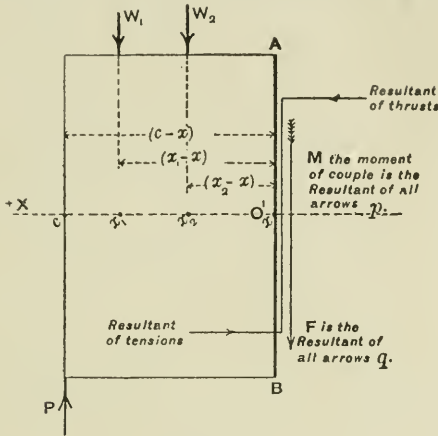 W₁ W₂
A
Resultant
of thrusts
(c-x)
(x₁-x)
(x₂-x)
M the moment
of couple is the
Resultant of all
arrows p.
+X c x₁ x₂ O' x
Resultant
of tensions
F is the
Resultant of
all arrows q.
B
P